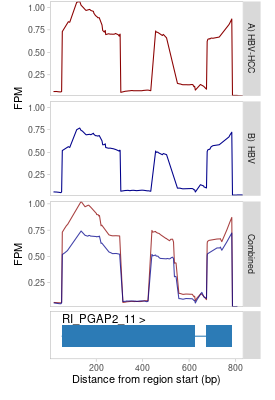 1.00
0.75
0.50
0.25
FPM
A) HBV-HCC
1.00
0.75
0.50
0.25
B) HBV
1.00
0.75
0.50
0.25
FPM
Combined
RI_PGAP2_11 >
200
400
600
800
Distance from region start (bp)